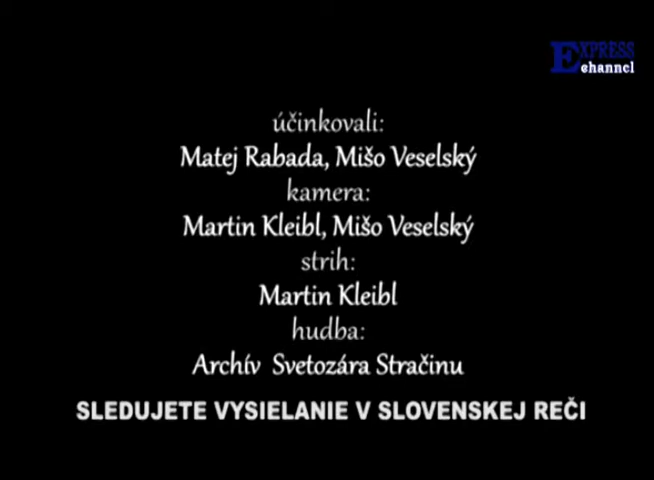 EXPRESS
channel
účinkovali:
Matej Rabada, Mišo Veselský
kamera:
Martin Kleibl, Mišo Veselský
strih:
Martin Kleibl
hudba:
Archív Svetozára Stračinu
SLEDUJETE VYSIELANIE V SLOVENSKEJ REČI